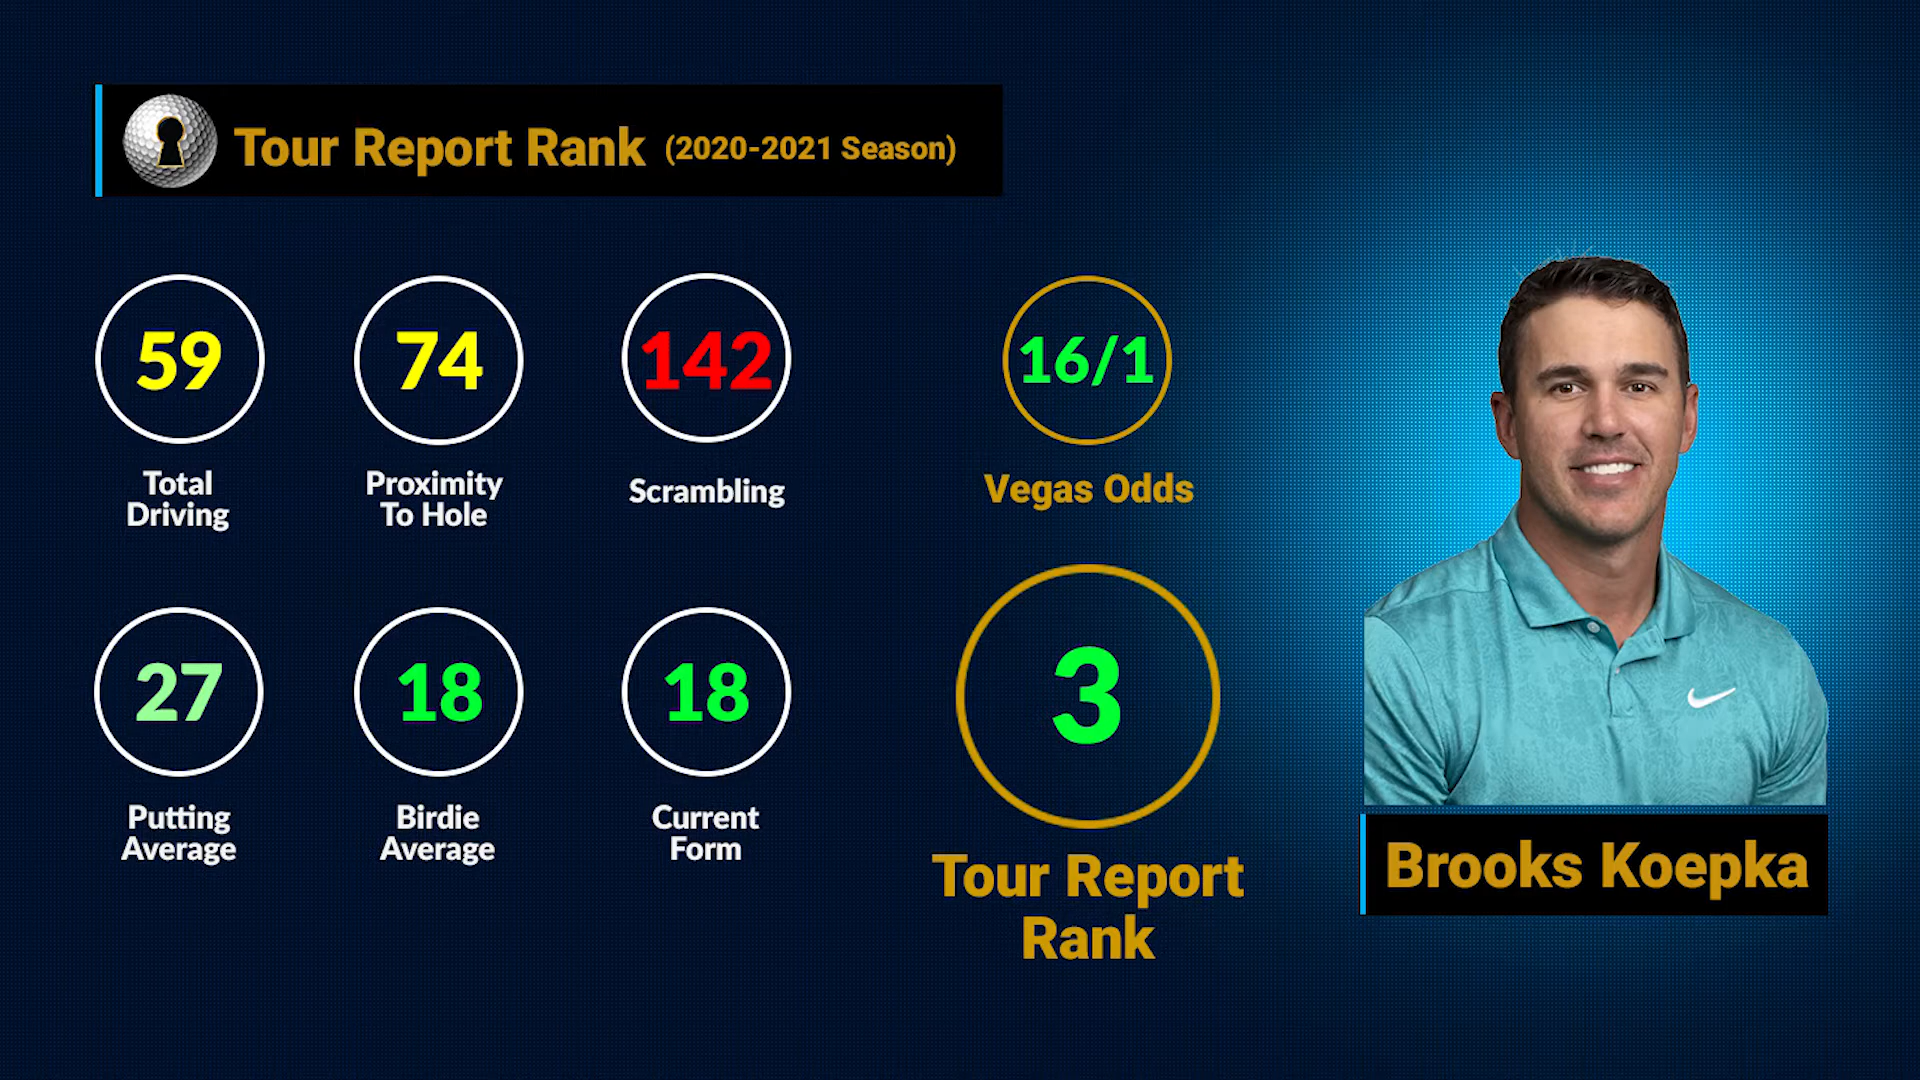 Tour Report Rank (2020-2021 Season)
59
Total
Driving
74
Proximity
To Hole
142
Scrambling
16/1
Vegas Odds
27
Putting
Average
18
Birdie
Average
18
Current
Form
3
Tour Report
Rank
Brooks Koepka